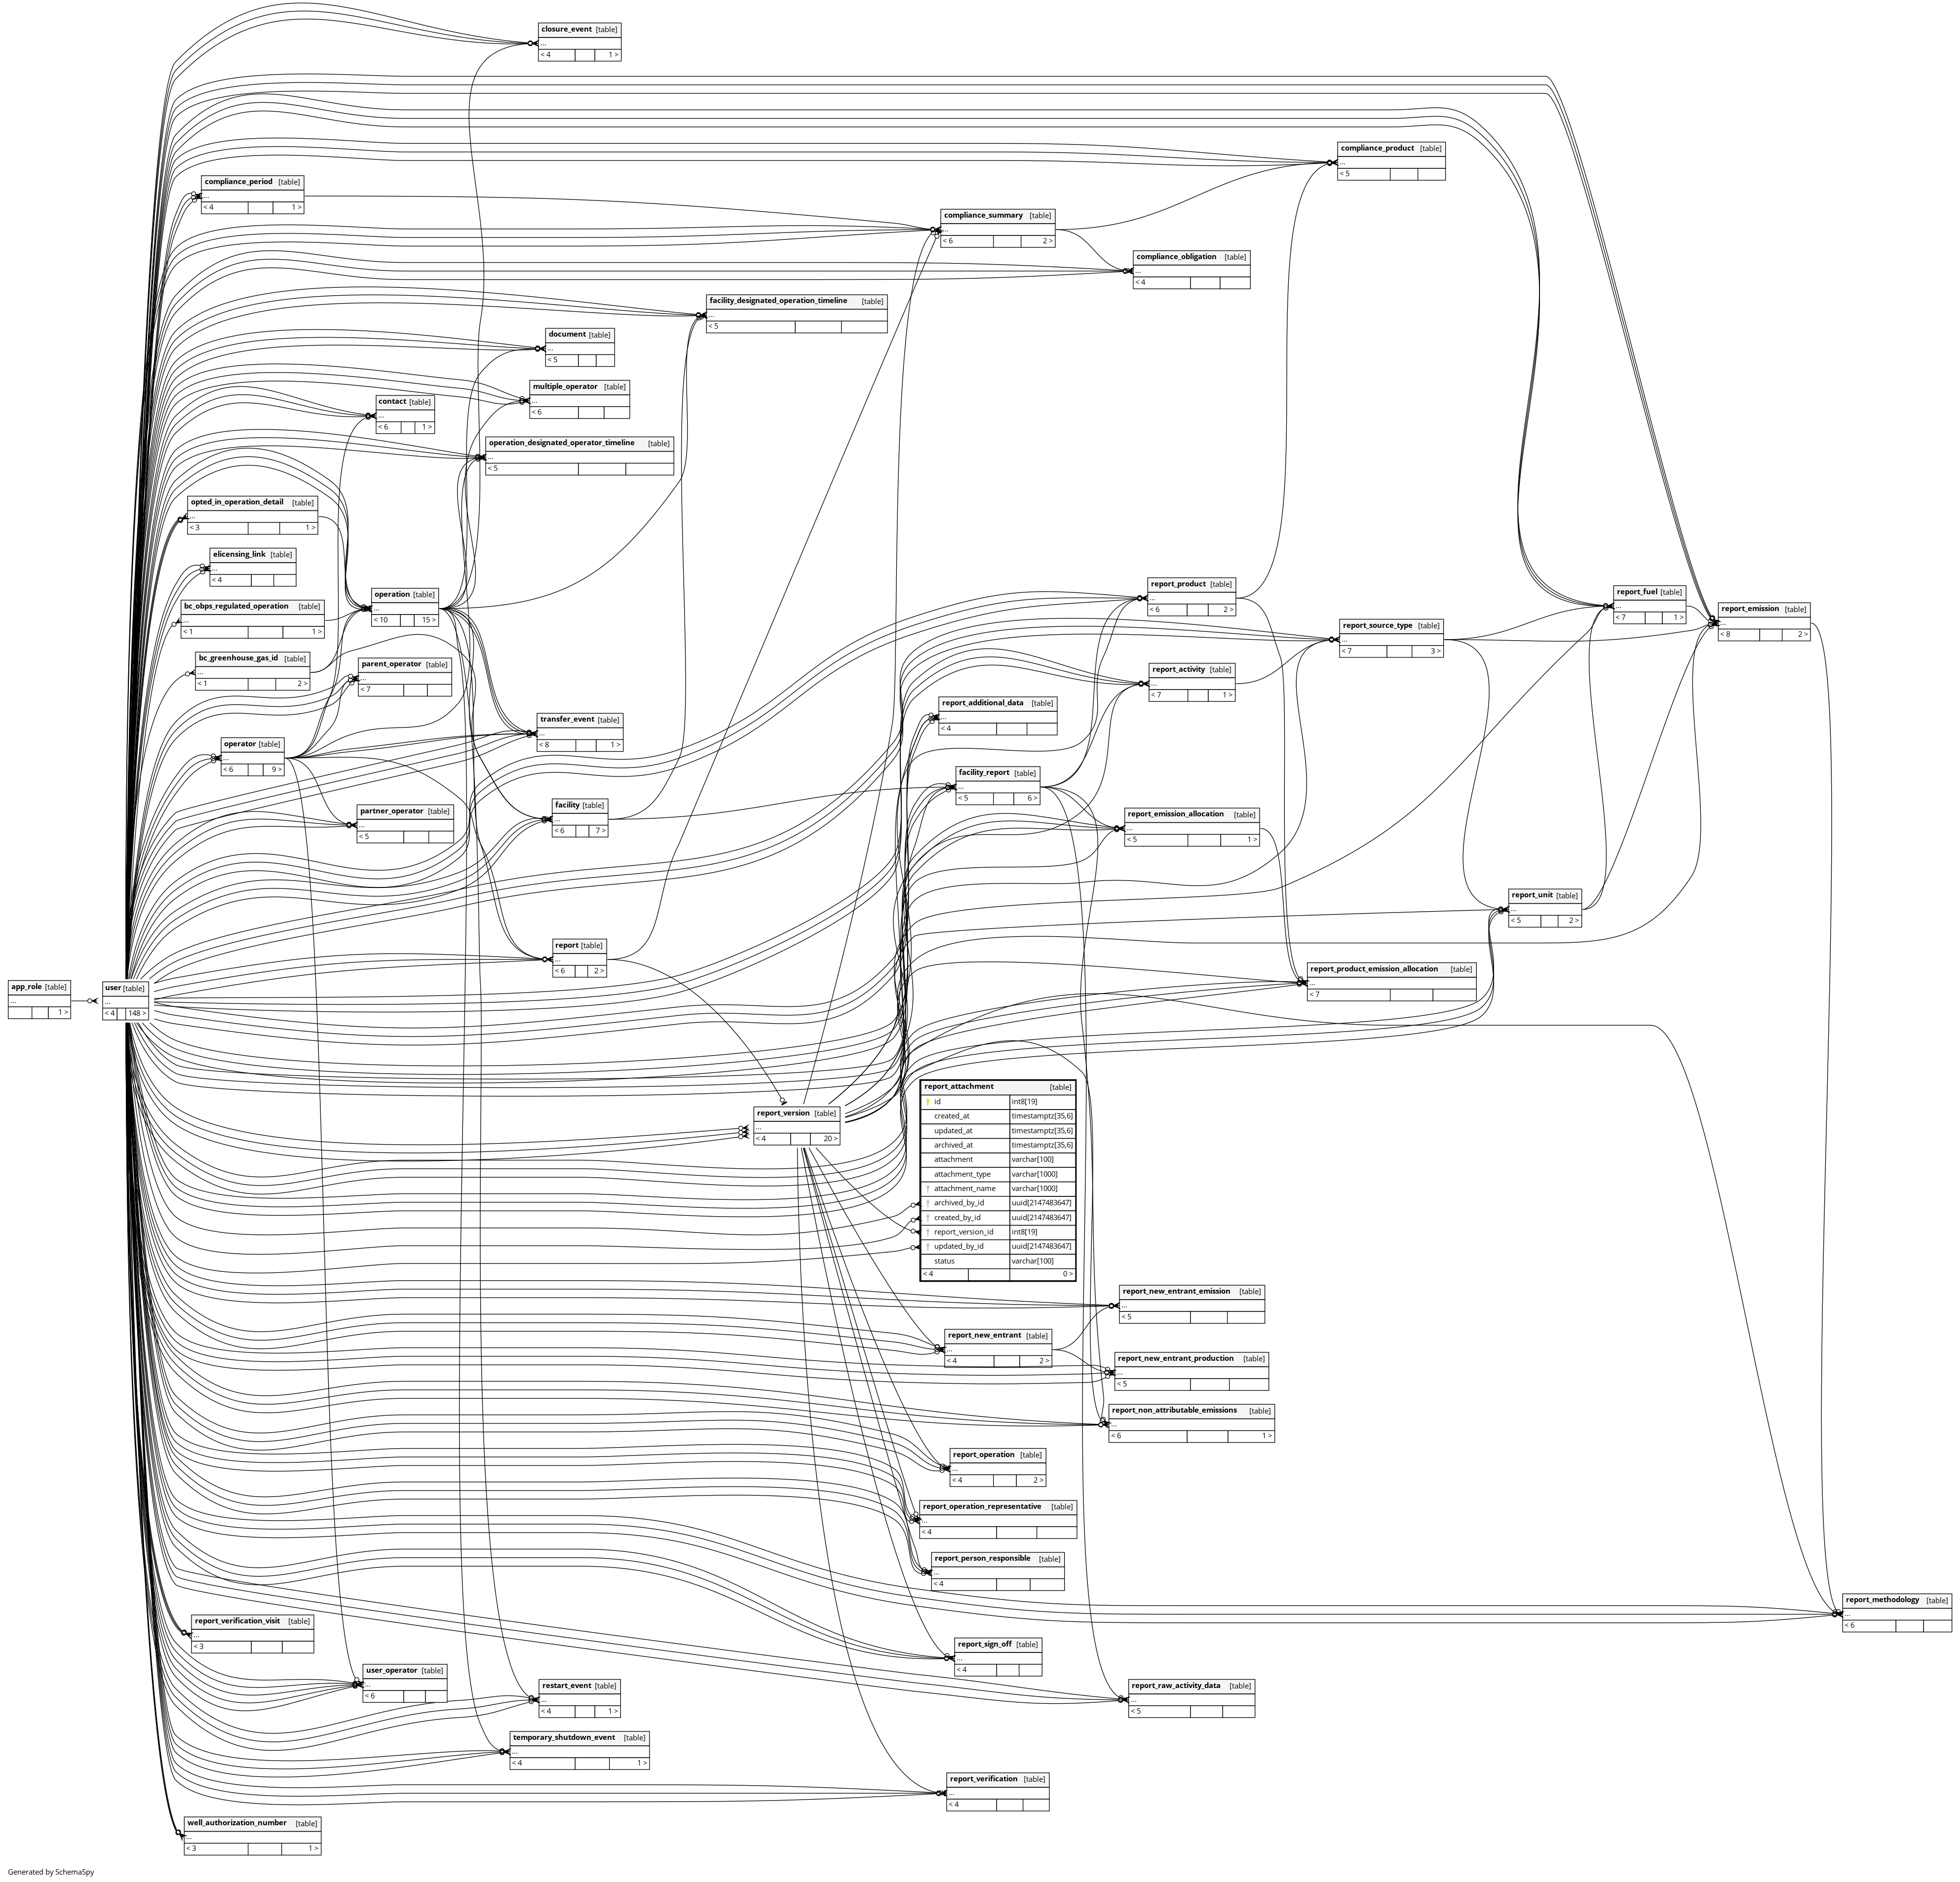 closure_event [table]
...
< 4 1 >
compliance_product [table]
...
< 5
compliance_period [table]
...
< 4 1 >
compliance_summary [table]
...
< 6 2 >
compliance_obligation [table]
...
< 4
facility_designated_operation_timeline [table]
...
< 5
document [table]
...
< 5
multiple_operator [table]
...
< 6
contact [table]
...
< 6 1 >
operation_designated_operator_timeline [table]
...
< 5
opted_in_operation_detail [table]
...
< 3 1 >
elicensing_link [table]
...
< 4
bc_obps_regulated_operation [table]
...
< 1 1 >
operation [table]
...
< 10 15 >
report_product [table]
...
< 6 2 >
report_fuel [table]
...
< 7 1 >
report_emission [table]
...
< 8 2 >
report_source_type [table]
...
< 7 3 >
bc_greenhouse_gas_id [table]
...
< 1 2 >
parent_operator [table]
...
< 7
report_activity [table]
...
< 7 1 >
report_additional_data [table]
...
< 4
transfer_event [table]
...
< 8 1 >
operator [table]
...
< 6 9 >
facility_report [table]
...
< 5 6 >
partner_operator [table]
...
< 5
facility [table]
...
< 6 7 >
report_emission_allocation [table]
...
< 5 1 >
report_unit [table]
...
< 5 2 >
report [table]
...
< 6 2 >
report_product_emission_allocation [table]
...
< 7
app_role [table]
...
1 >
user [table]
...
< 4 148 >
report_version [table]
...
< 4 20 >
report_attachment [table]
id int8[19]
created_at timestamptz[35,6]
updated_at timestamptz[35,6]
archived_at timestamptz[35,6]
attachment varchar[100]
attachment_type varchar[1000]
attachment_name varchar[1000]
archived_by_id uuid[2147483647]
created_by_id uuid[2147483647]
report_version_id int8[19]
updated_by_id uuid[2147483647]
status varchar[100]
< 4 0 >
report_new_entrant_emission [table]
...
< 5
report_new_entrant [table]
...
< 4 2 >
report_new_entrant_production [table]
...
< 5
report_non_attributable_emissions [table]
...
< 6 1 >
report_operation [table]
...
< 4 2 >
report_operation_representative [table]
...
< 4
report_person_responsible [table]
...
< 4
report_methodology [table]
...
< 6
report_verification_visit [table]
...
< 3
report_sign_off [table]
...
< 4
user_operator [table]
...
< 6
restart_event [table]
...
< 4 1 >
report_raw_activity_data [table]
...
< 5
temporary_shutdown_event [table]
...
< 4 1 >
report_verification [table]
...
< 4
well_authorization_number [table]
...
< 3 1 >
Generated by SchemaSpy